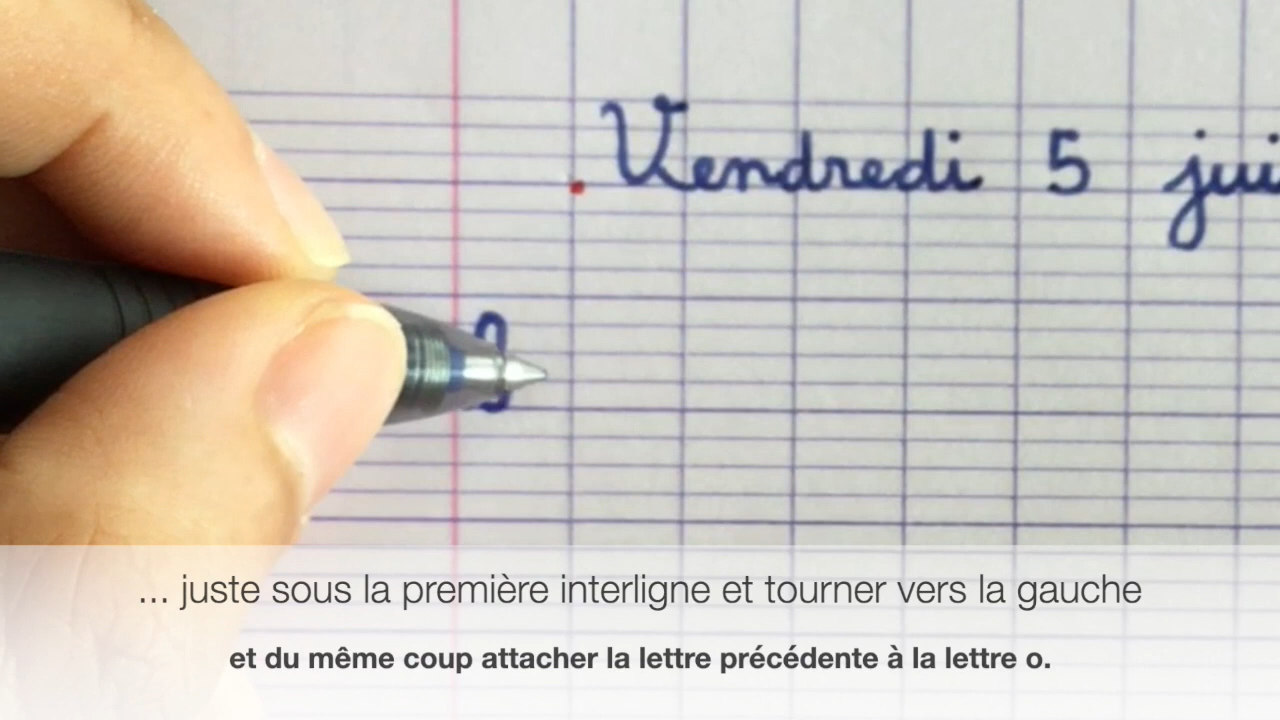 Vendredi 5 jui
... juste sous la première interligne et tourner vers la gauche
et du même coup attacher la lettre précédente à la lettre o.